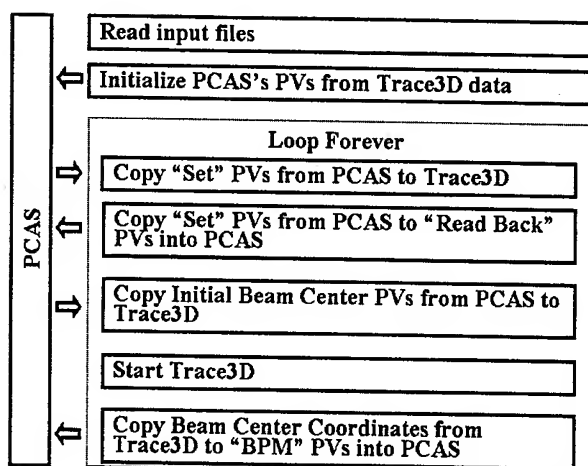 Read input files
Initialize PCAS's PVs from Trace3D data
PCAS
Loop Forever
Copy “Set” PVs from PCAS to Trace3D
Copy “Set” PVs from PCAS to “Read Back”
PVs into PCAS
Copy Initial Beam Center PVs from PCAS to
Trace3D
Start Trace3D
Copy Beam Center Coordinates from
Trace3D to “BPM” PVs into PCAS